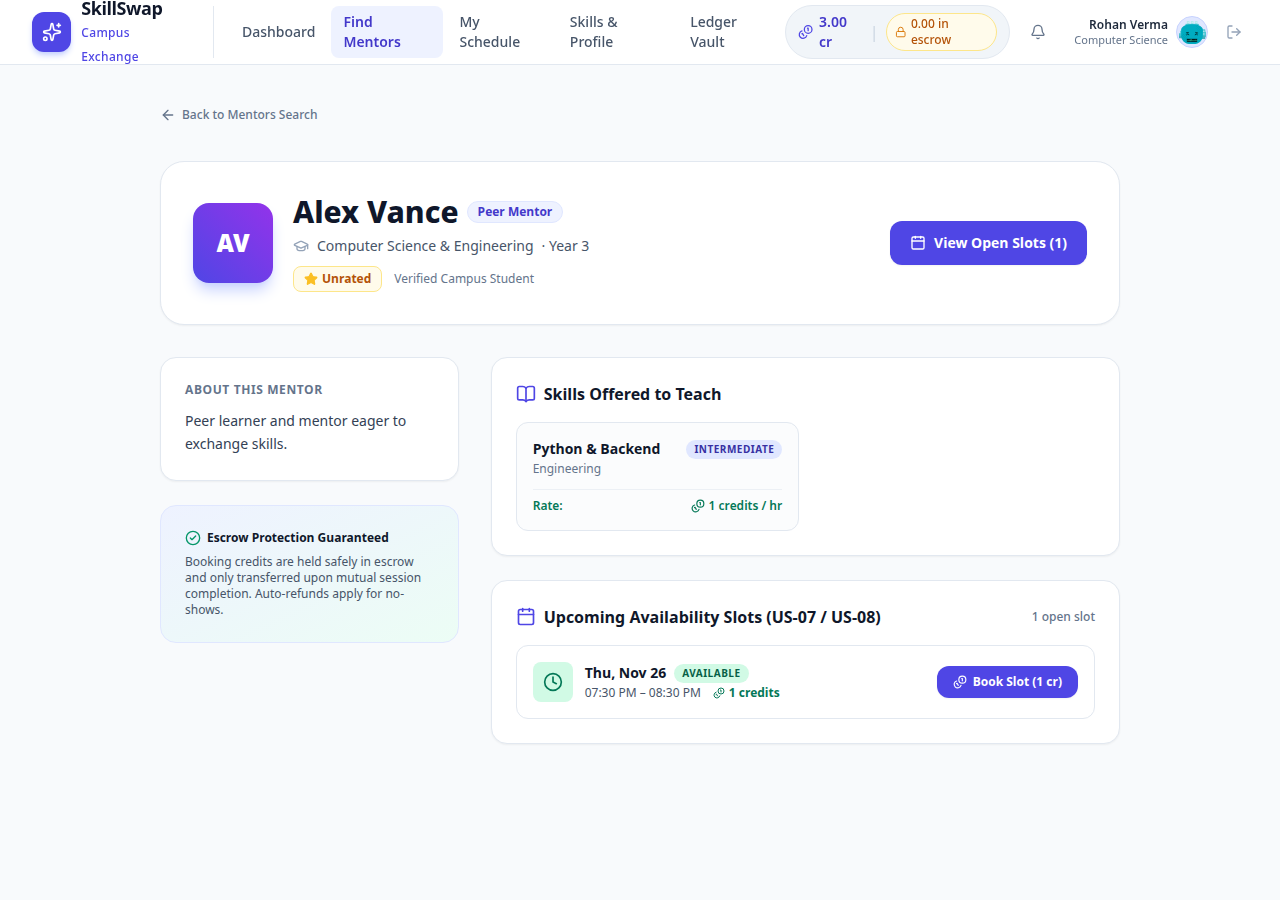 SkillSwap
Campus
Exchange
Dashboard
Find
Mentors
My
Schedule
Skills &
Profile
Ledger
Vault
3.00
cr
0.00 in
escrow
Rohan Verma
Computer Science
Back to Mentors Search
AV
Alex Vance
Peer Mentor
Computer Science & Engineering · Year 3
Unrated
Verified Campus Student
View Open Slots (1)
ABOUT THIS MENTOR
Peer learner and mentor eager to
exchange skills.
Escrow Protection Guaranteed
Booking credits are held safely in escrow
and only transferred upon mutual session
completion. Auto-refunds apply for no-
shows.
Skills Offered to Teach
Python & Backend
INTERMEDIATE
Engineering
Rate:
1 credits / hr
Upcoming Availability Slots (US-07 / US-08)
1 open slot
Thu, Nov 26
AVAILABLE
07:30 PM – 08:30 PM
1 credits
Book Slot (1 cr)